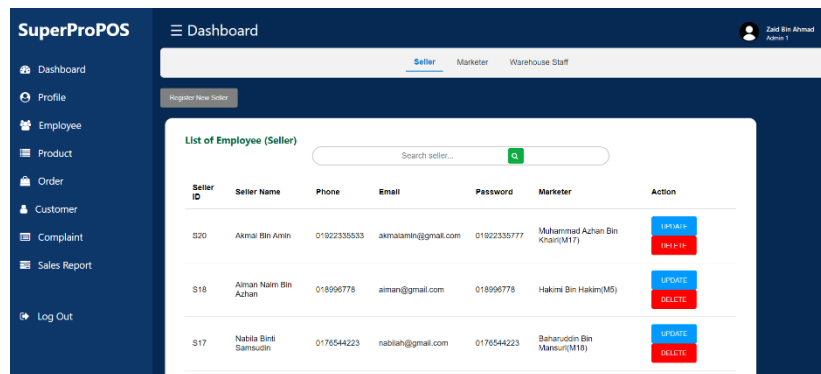 SuperProPOS
☰ Dashboard
Zaid Bin Ahmad
Admin 1
Dashboard
Profile
Employee
Product
Order
Customer
Complaint
Sales Report
Log Out
Seller Marketer Warehouse Staff
Register New Seller
List of Employee (Seller)
Search seller...
Seller ID Seller Name Phone Email Password Marketer Action
S20 Akmal Bin Amin 01922335533 akmalamin@gmail.com 01922335777 Muhammad Azhan Bin Khairi(M17) UPDATE DELETE
S18 Aiman Naim Bin Azhan 018996778 aiman@gmail.com 018996778 Hakimi Bin Hakim(M5) UPDATE DELETE
S17 Nabila Binti Samsudin 0176544223 nabilah@gmail.com 0176544223 Baharuddin Bin Mansuri(M18) UPDATE DELETE